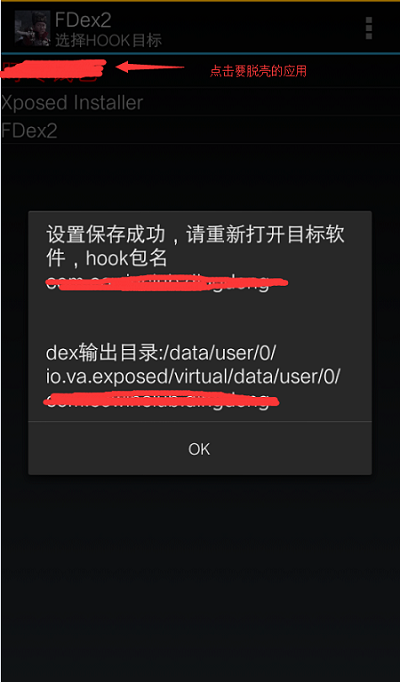 FDex2
选择HOOK目标
点击要脱壳的应用
Xposed Installer
FDex2
设置保存成功，请重新打开目标软
件，hook包名
dex输出目录:/data/user/0/
io.va.exposed/virtual/data/user/0/
OK